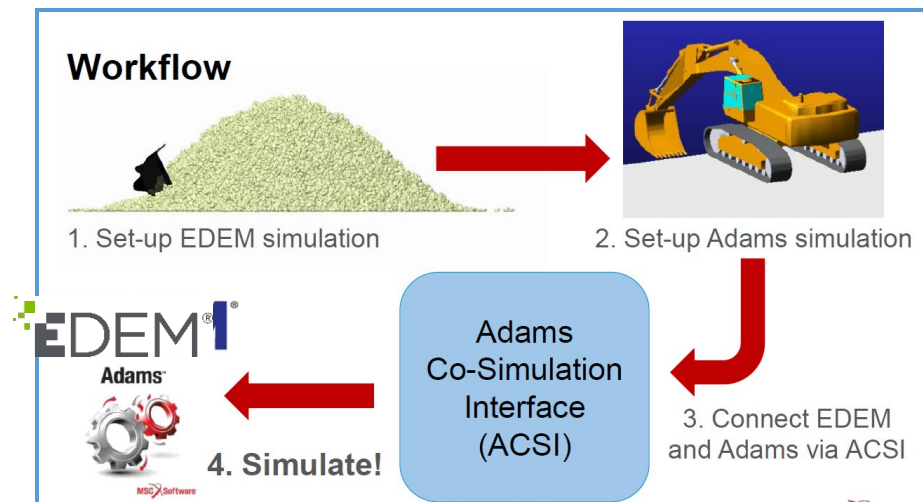 Workflow
1. Set-up EDEM simulation
2. Set-up Adams simulation
Adams
Co-Simulation
Interface
(ACSI)
3. Connect EDEM
and Adams via ACSI
EDEM®
®
Adams™
4. Simulate!
MSC Software